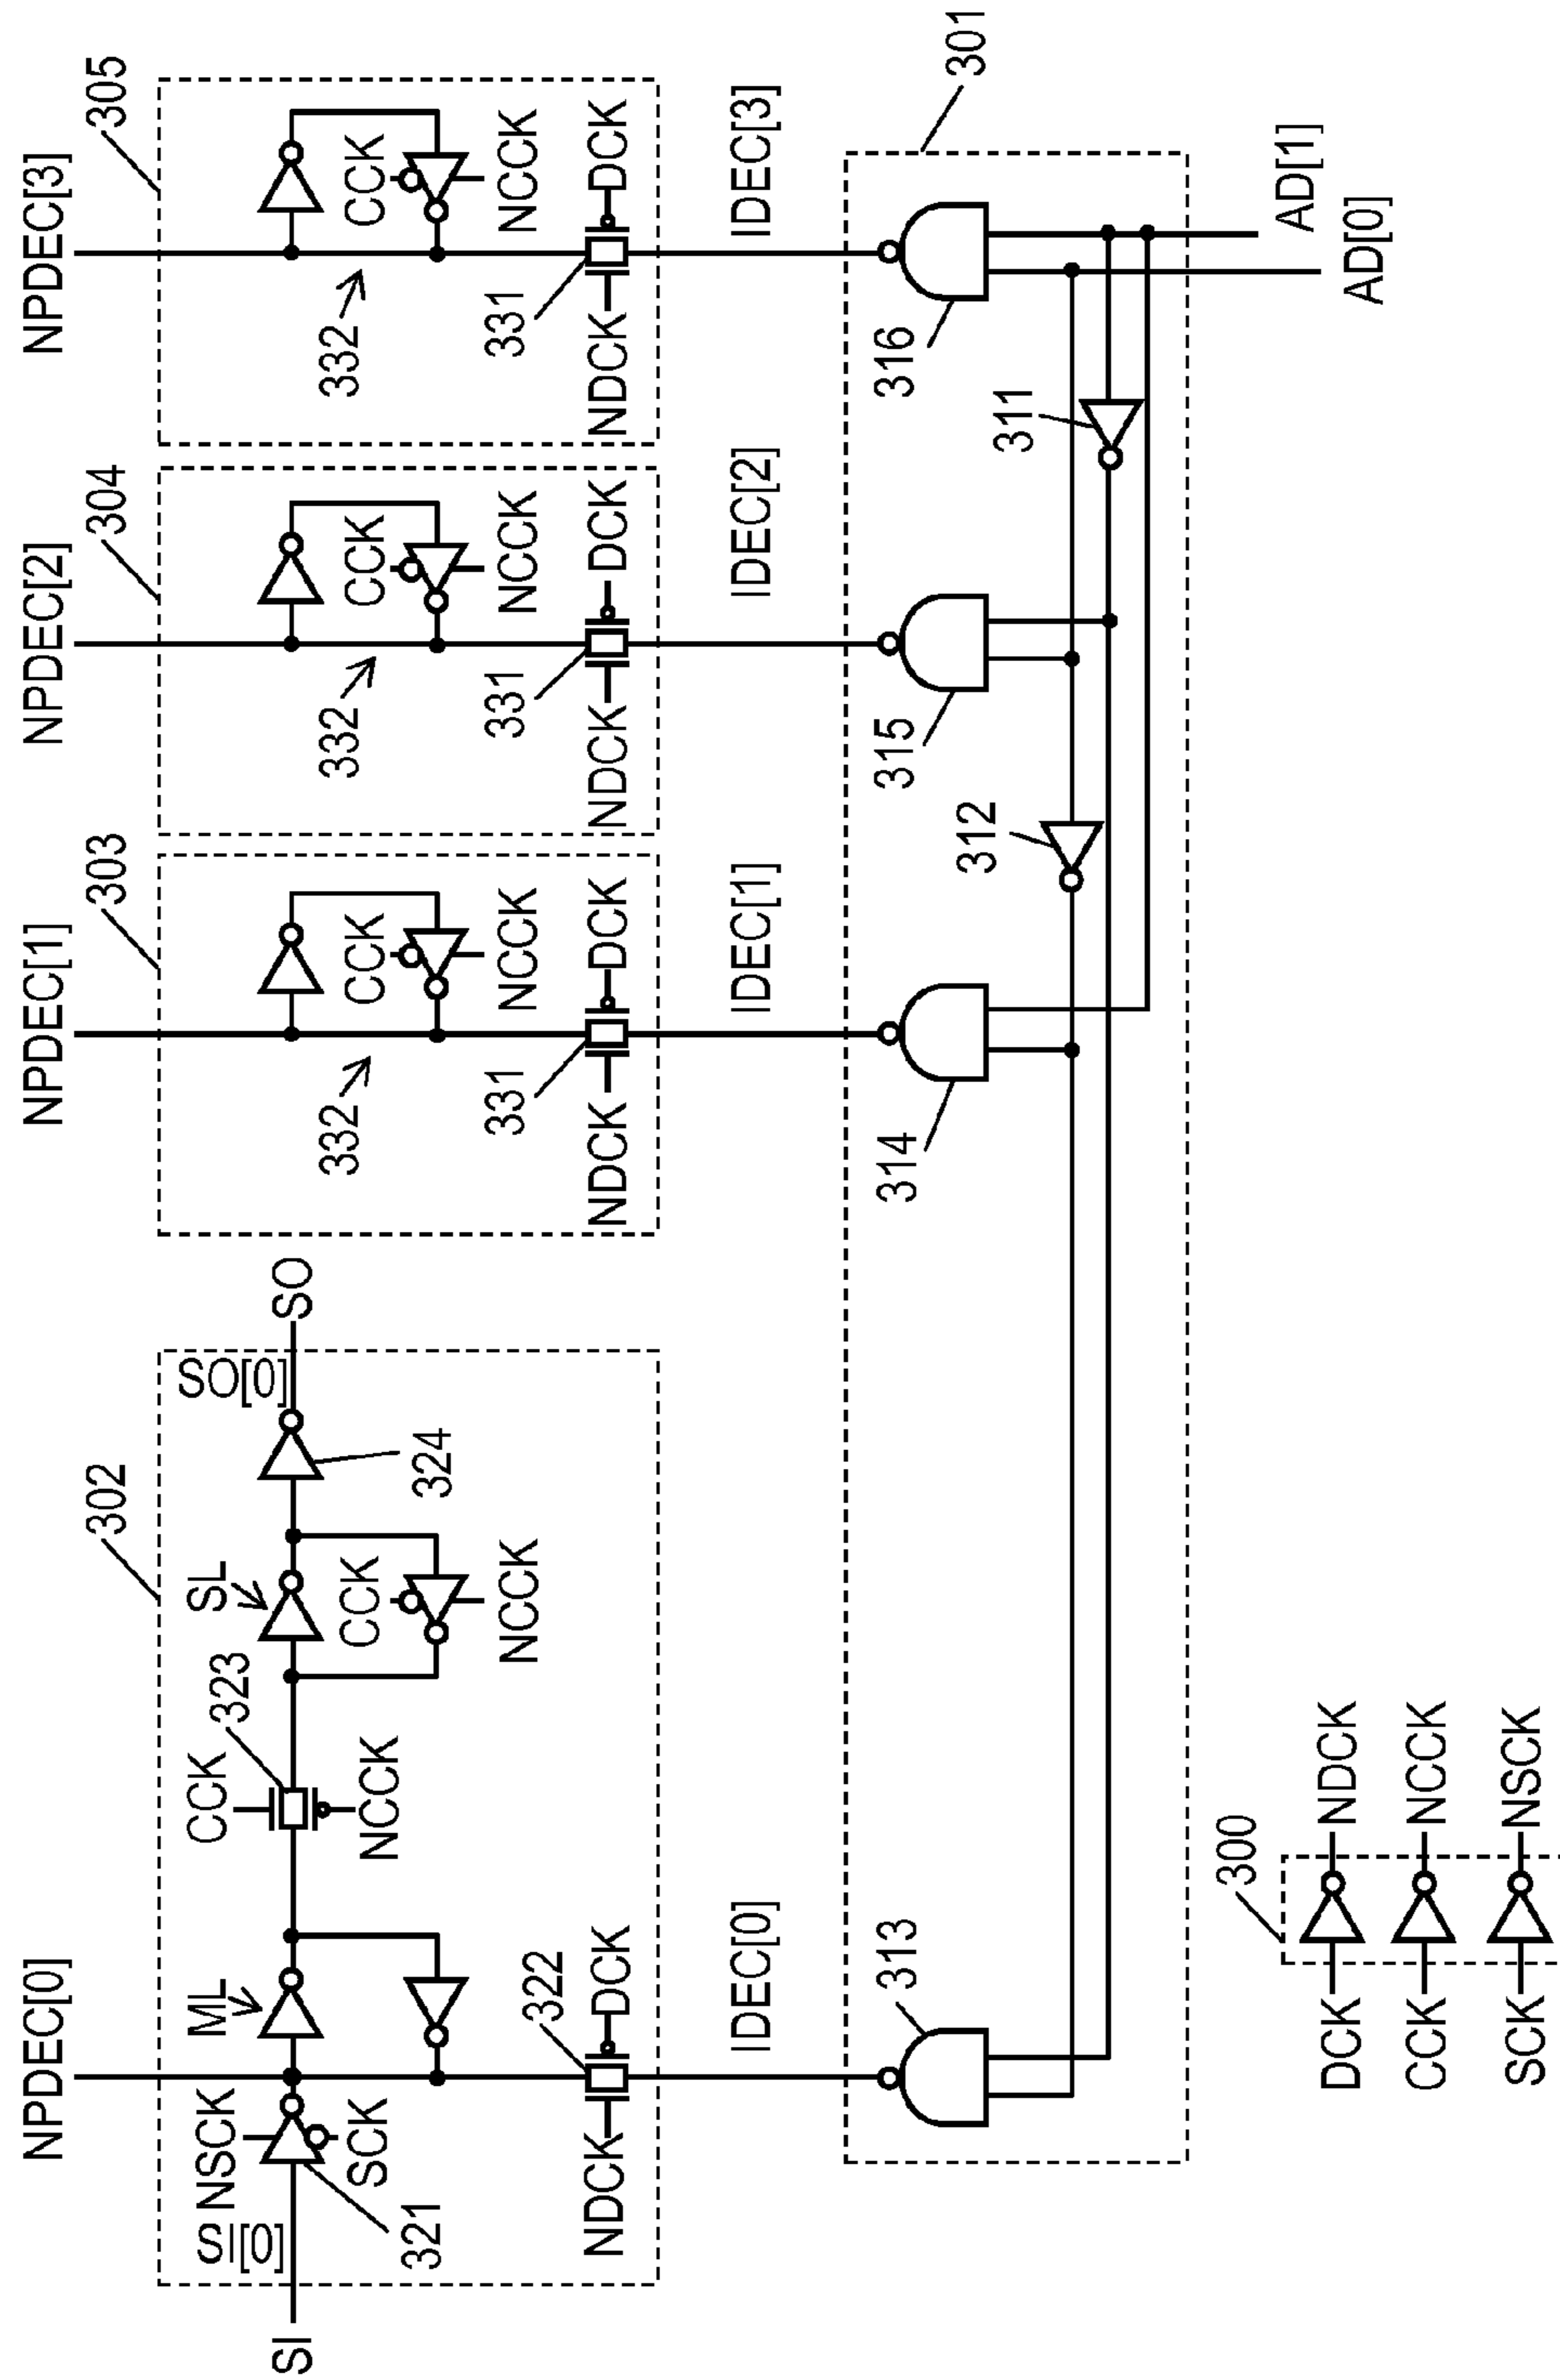 NPDEC[0]
NPDEC[1]
NPDEC[2]
NPDEC[3]
302
303
304
305
SI
SI[0]
NSCK
SCK
321
ML
CCK
323
NCCK
SL
CCK
NCCK
324
SO[0]
SO
NDCK
322
DCK
332
CCK
NCCK
NDCK
331
DCK
332
CCK
NCCK
NDCK
331
DCK
332
CCK
NCCK
NDCK
331
DCK
IDEC[0]
IDEC[1]
IDEC[2]
IDEC[3]
313
314
315
316
301
312
311
AD[1]
AD[0]
300
DCK
NDCK
CCK
NCCK
SCK
NSCK